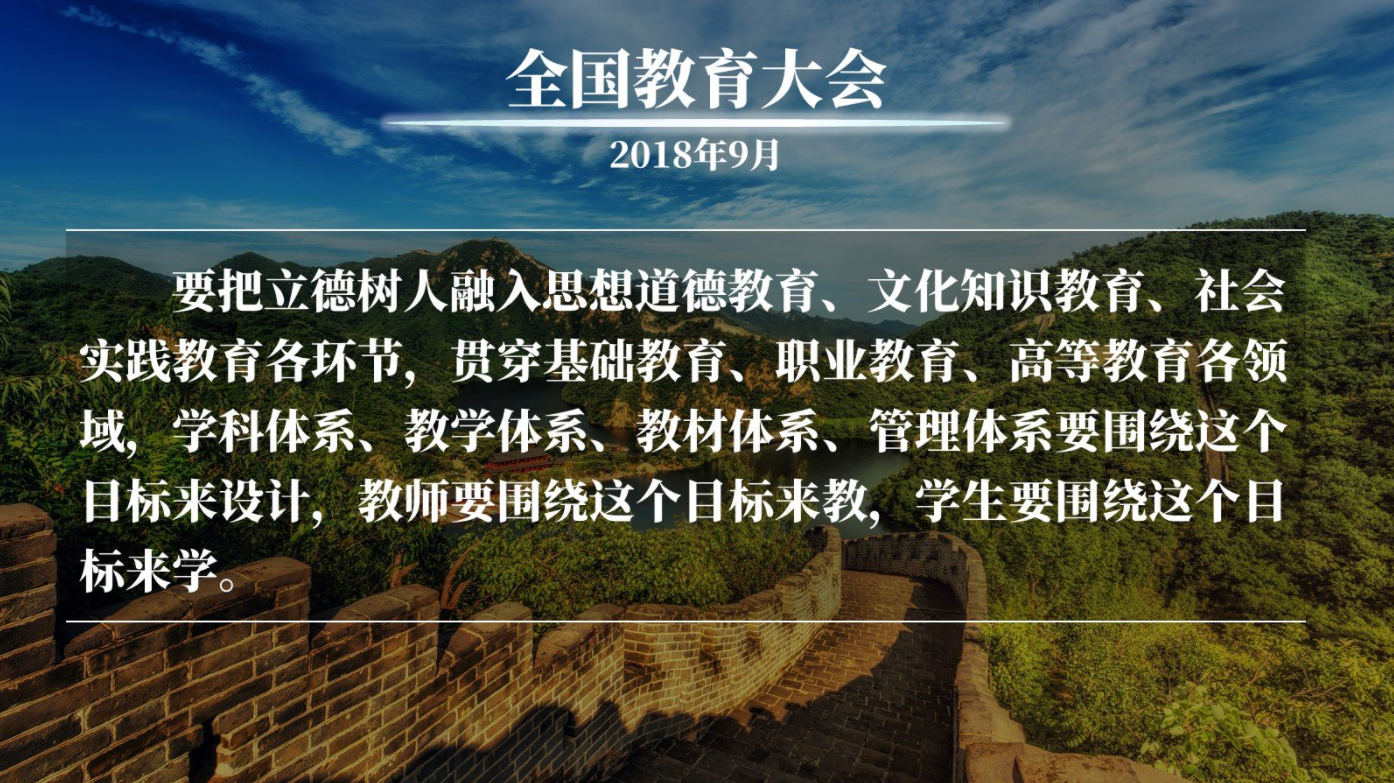 全国教育大会
2018年9月
要把立德树人融入思想道德教育、文化知识教育、社会
实践教育各环节，贯穿基础教育、职业教育、高等教育各领
域，学科体系、教学体系、教材体系、管理体系要围绕这个
目标来设计，教师要围绕这个目标来教，学生要围绕这个目
标来学。